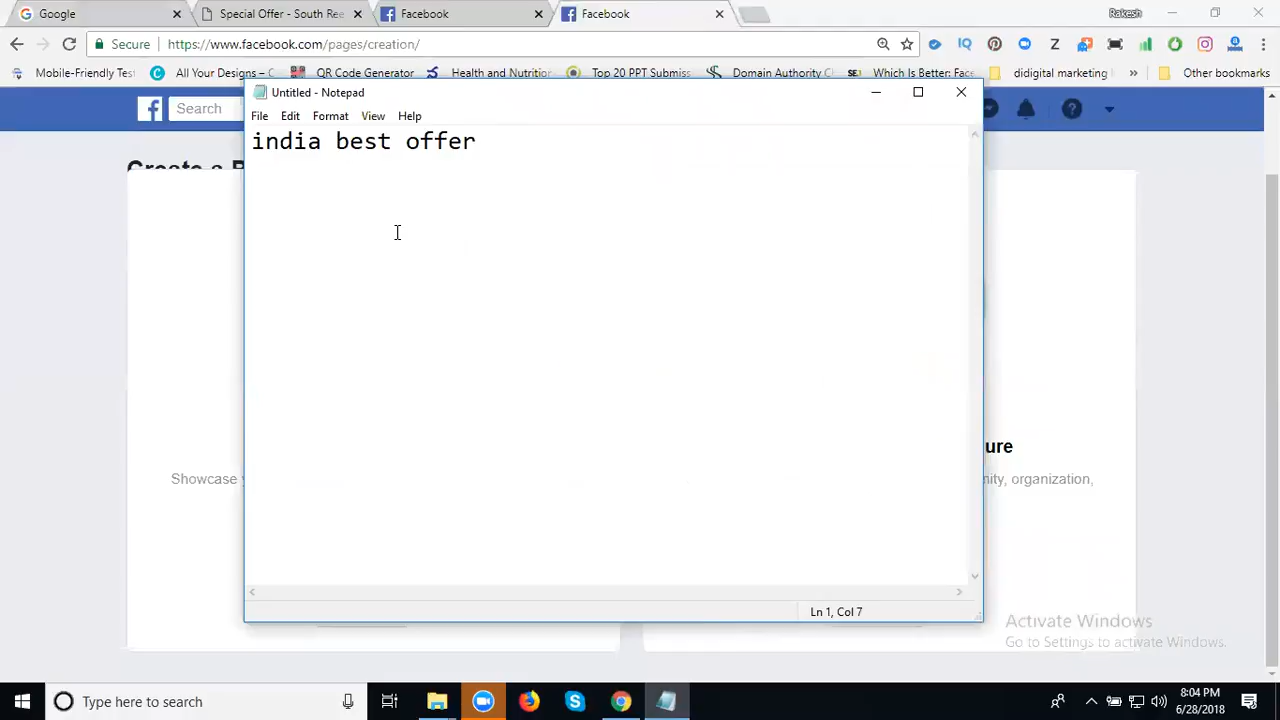 Google
Special Offer - South Ree
Facebook
Facebook
Rakesh
Secure
https://www.facebook.com/pages/creation/
Mobile-Friendly Tes
All Your Designs – C
QR Code Generator
Health and Nutrition
Top 20 PPT Submiss
Domain Authority Ch
Which Is Better: Face
didigital marketing
»
Other bookmarks
Search
Untitled - Notepad
File Edit Format View Help
india best offer
ure
Showcase
nity, organization,
Ln 1, Col 7
Activate Windows
Go to Settings to activate Windows.
Type here to search
8:04 PM
6/28/2018